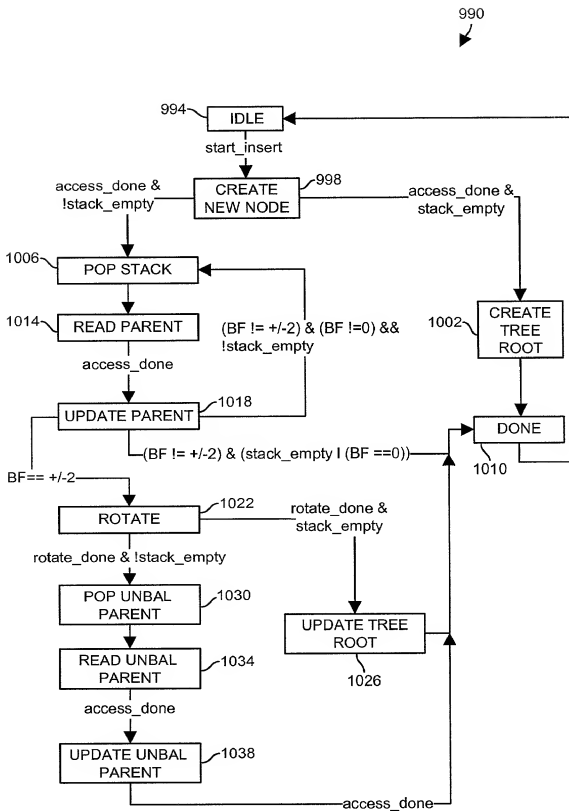 990
994
IDLE
start_insert
998
CREATE
NEW NODE
access_done &
!stack_empty
access_done &
stack_empty
1006
POP STACK
1014
READ PARENT
(BF != +/-2) & (BF !=0) &&
!stack_empty
1002
CREATE
TREE
ROOT
access_done
1018
UPDATE PARENT
DONE
1010
(BF != +/-2) & (stack_empty I (BF ==0))
BF== +/-2
1022
ROTATE
rotate_done &
stack_empty
rotate_done & !stack_empty
POP UNBAL
PARENT
1030
UPDATE TREE
ROOT
1026
READ UNBAL
PARENT
1034
access_done
UPDATE UNBAL
PARENT
1038
access_done